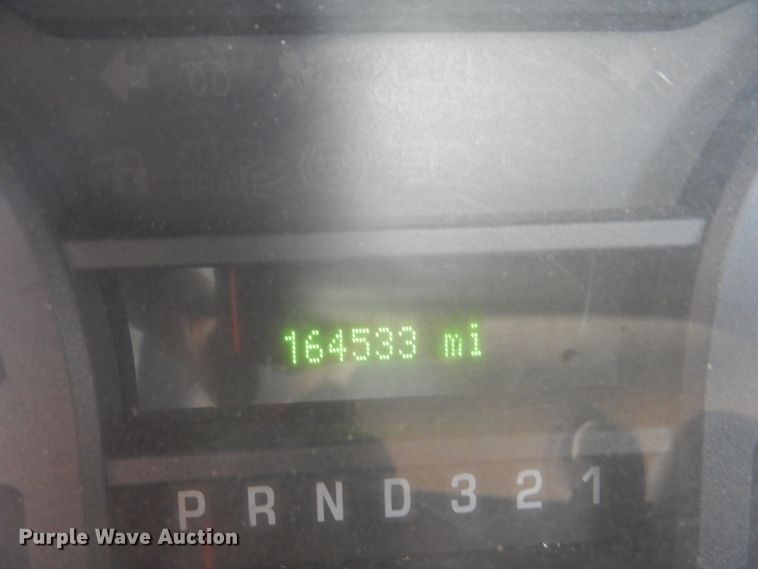 164533 mi
P R N D 3 2 1
Purple Wave Auction